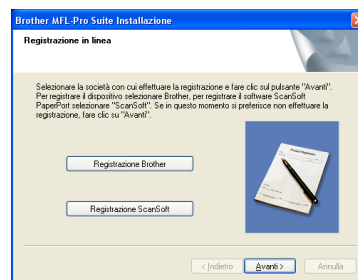 Brother MFL-Pro Suite Installazione
Registrazione in linea
Selezionare la società con cui effettuare la registrazione e fare clic sul pulsante "Avanti".
Per registrare il dispositivo selezionare Brother, per registrare il software ScanSoft
PaperPort selezionare "ScanSoft". Se in questo momento si preferisce non effettuare la
registrazione, fare clic su "Avanti".
Registrazione Brother
Registrazione ScanSoft
< Indietro
Avanti >
Annulla